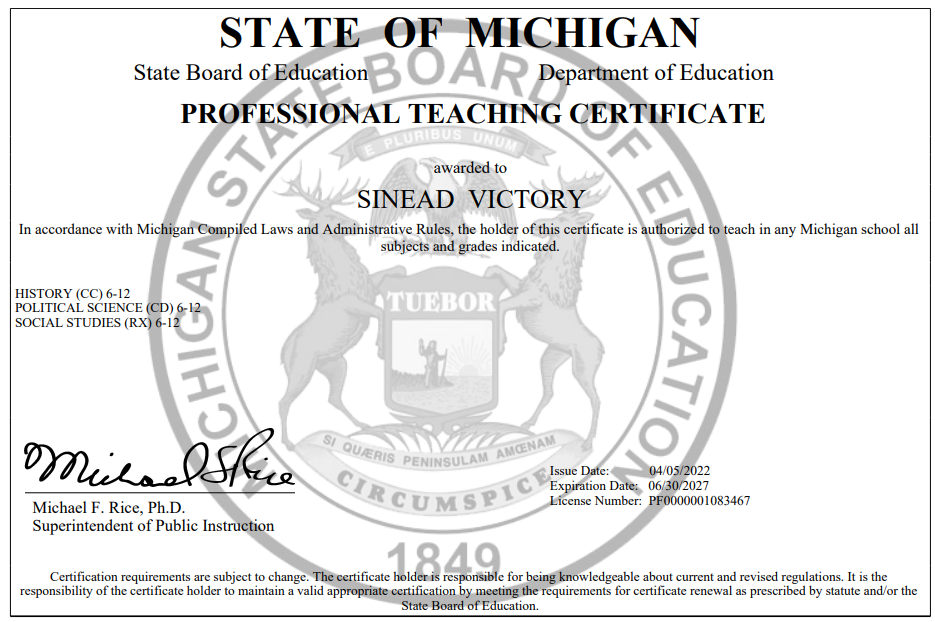 STATE OF MICHIGAN
State Board of Education Department of Education
PROFESSIONAL TEACHING CERTIFICATE
awarded to
SINEAD VICTORY
In accordance with Michigan Compiled Laws and Administrative Rules, the holder of this certificate is authorized to teach in any Michigan school all
subjects and grades indicated.
HISTORY (CC) 6-12
POLITICAL SCIENCE (CD) 6-12
SOCIAL STUDIES (RX) 6-12
MICHIGAN STATE BOARD OF EDUCATION
E PLURIBUS UNUM
TUEBOR
SI QUÆRIS PENINSULAM AMŒNAM
CIRCUMSPICE
1849
Michael F Rice
Michael F. Rice, Ph.D.
Superintendent of Public Instruction
Issue Date: 04/05/2022
Expiration Date: 06/30/2027
License Number: PF0000001083467
Certification requirements are subject to change. The certificate holder is responsible for being knowledgeable about current and revised regulations. It is the
responsibility of the certificate holder to maintain a valid appropriate certification by meeting the requirements for certificate renewal as prescribed by statute and/or the
State Board of Education.